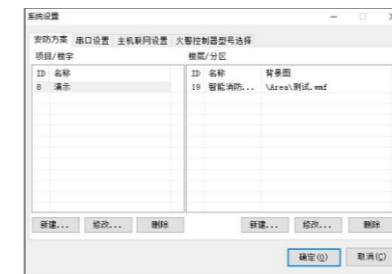 系统设置
安防方案 串口设置 主机联网设置 火警控制器型号选择
项目/楼宇 楼层/分区
ID 名称 ID 名称 背景图
8 演示 19 智能消防... \Area\测试.wmf
新建... 修改... 删除 新建... 修改... 删除
确定(O) 取消(C)